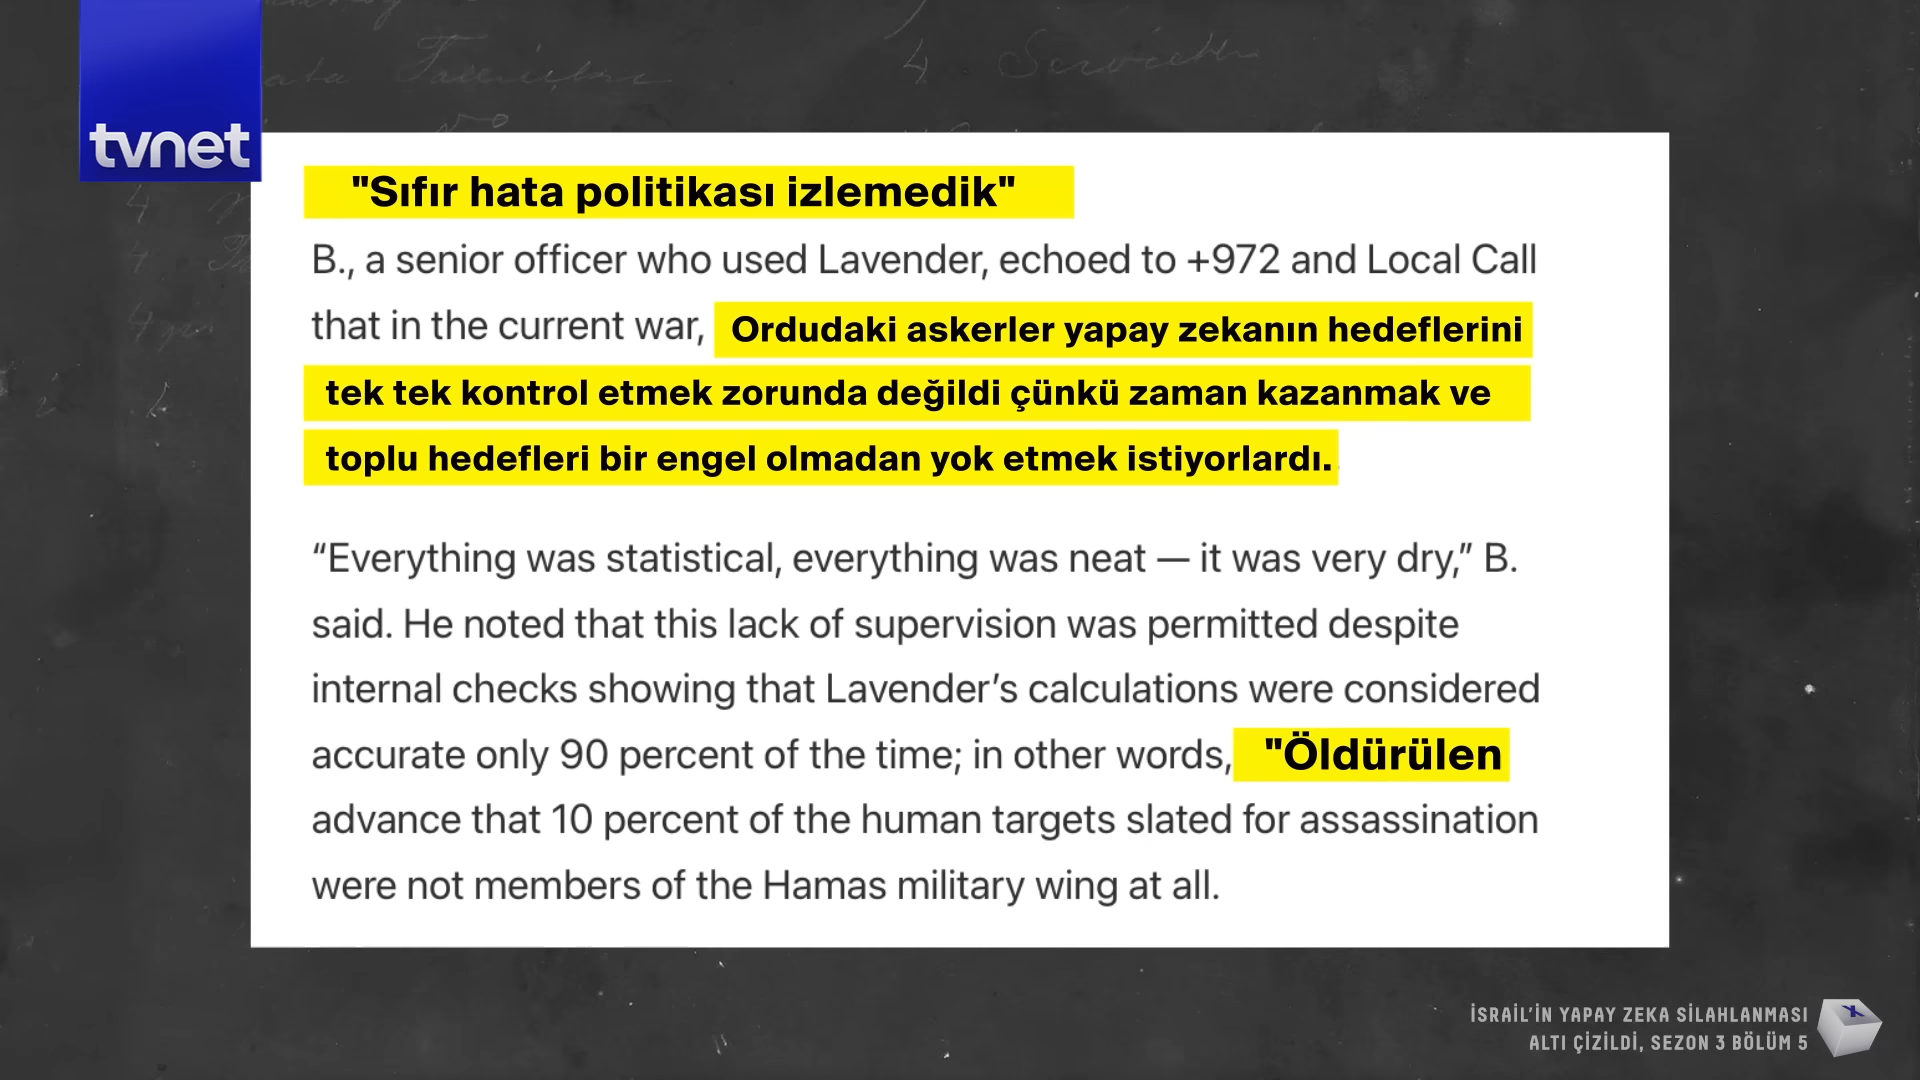 tvnet
"Sıfır hata politikası izlemedik"
B., a senior officer who used Lavender, echoed to +972 and Local Call
that in the current war, Ordudaki askerler yapay zekanın hedeflerini
tek tek kontrol etmek zorunda değildi çünkü zaman kazanmak ve
toplu hedefleri bir engel olmadan yok etmek istiyorlardı.
“Everything was statistical, everything was neat — it was very dry,” B.
said. He noted that this lack of supervision was permitted despite
internal checks showing that Lavender’s calculations were considered
accurate only 90 percent of the time; in other words, "Öldürülen
advance that 10 percent of the human targets slated for assassination
were not members of the Hamas military wing at all.
İSRAİL'İN YAPAY ZEKA SİLAHLANMASI
ALTI ÇİZİLDİ, SEZON 3 BÖLÜM 5